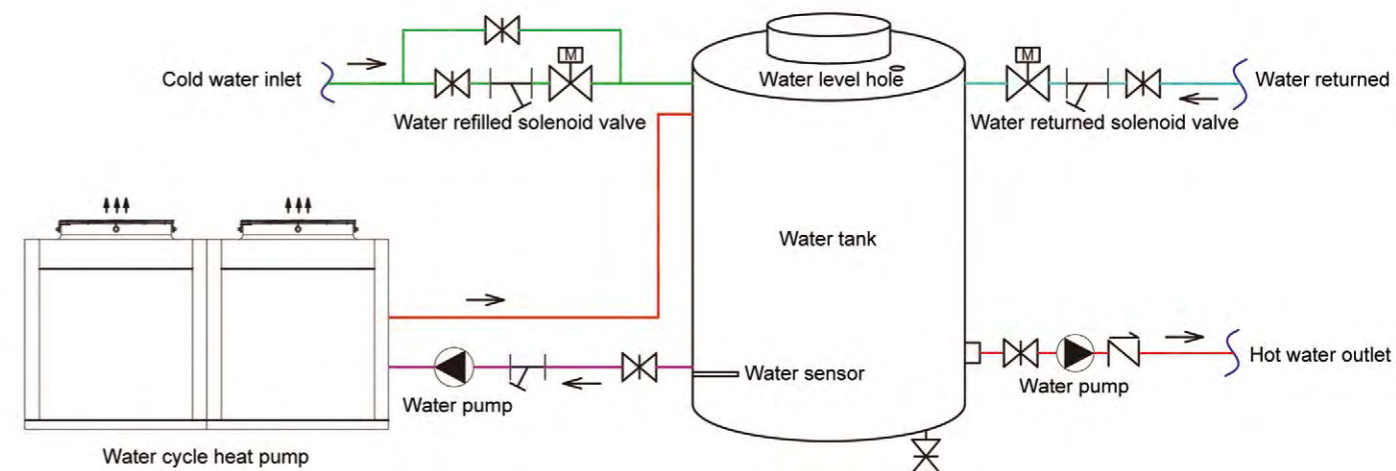 M
M
Cold water inlet
Water level hole
Water returned
Water refilled solenoid valve
Water returned solenoid valve
Water tank
Hot water outlet
Water sensor
Water pump
Water pump
Water cycle heat pump